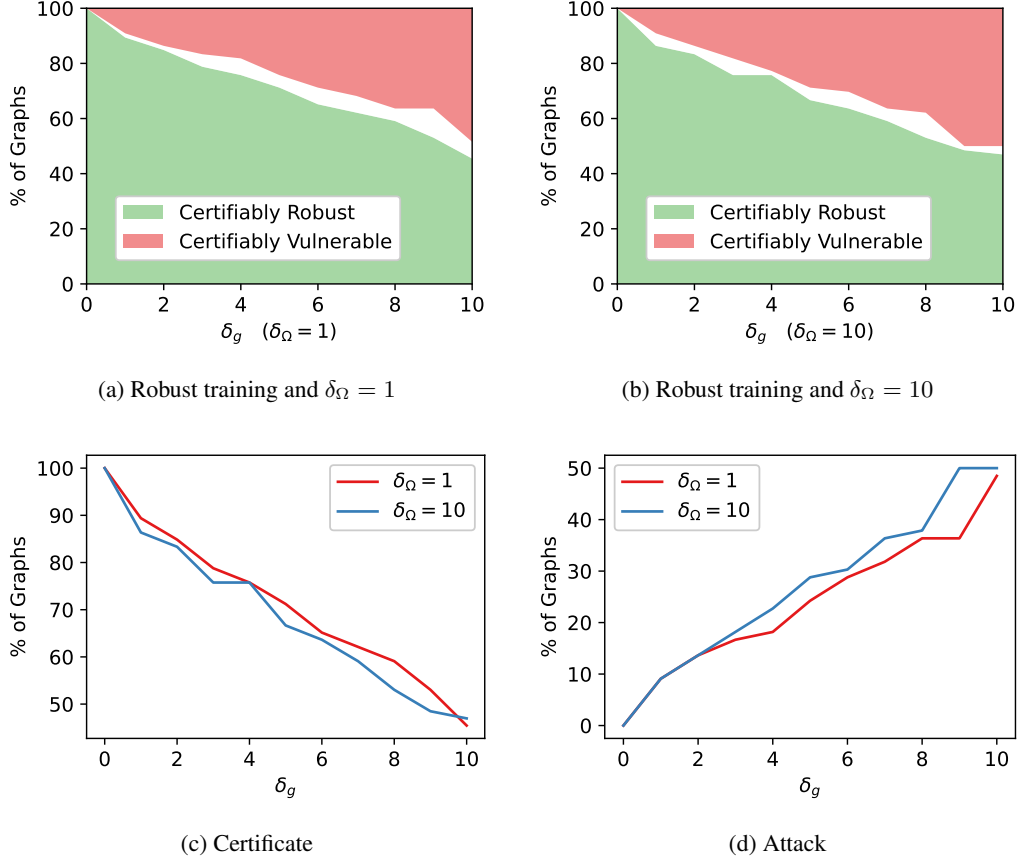 100
80
60
40
20
0
% of Graphs
Certifiably Robust
Certifiably Vulnerable
0 2 4 6 8 10
δg (δΩ = 1)
(a) Robust training and δΩ = 1
100
80
60
40
20
0
% of Graphs
Certifiably Robust
Certifiably Vulnerable
0 2 4 6 8 10
δg (δΩ = 10)
(b) Robust training and δΩ = 10
100
90
80
70
60
50
% of Graphs
δΩ = 1
δΩ = 10
0 2 4 6 8 10
δg
(c) Certificate
50
40
30
20
10
0
% of Graphs
δΩ = 1
δΩ = 10
0 2 4 6 8 10
δg
(d) Attack